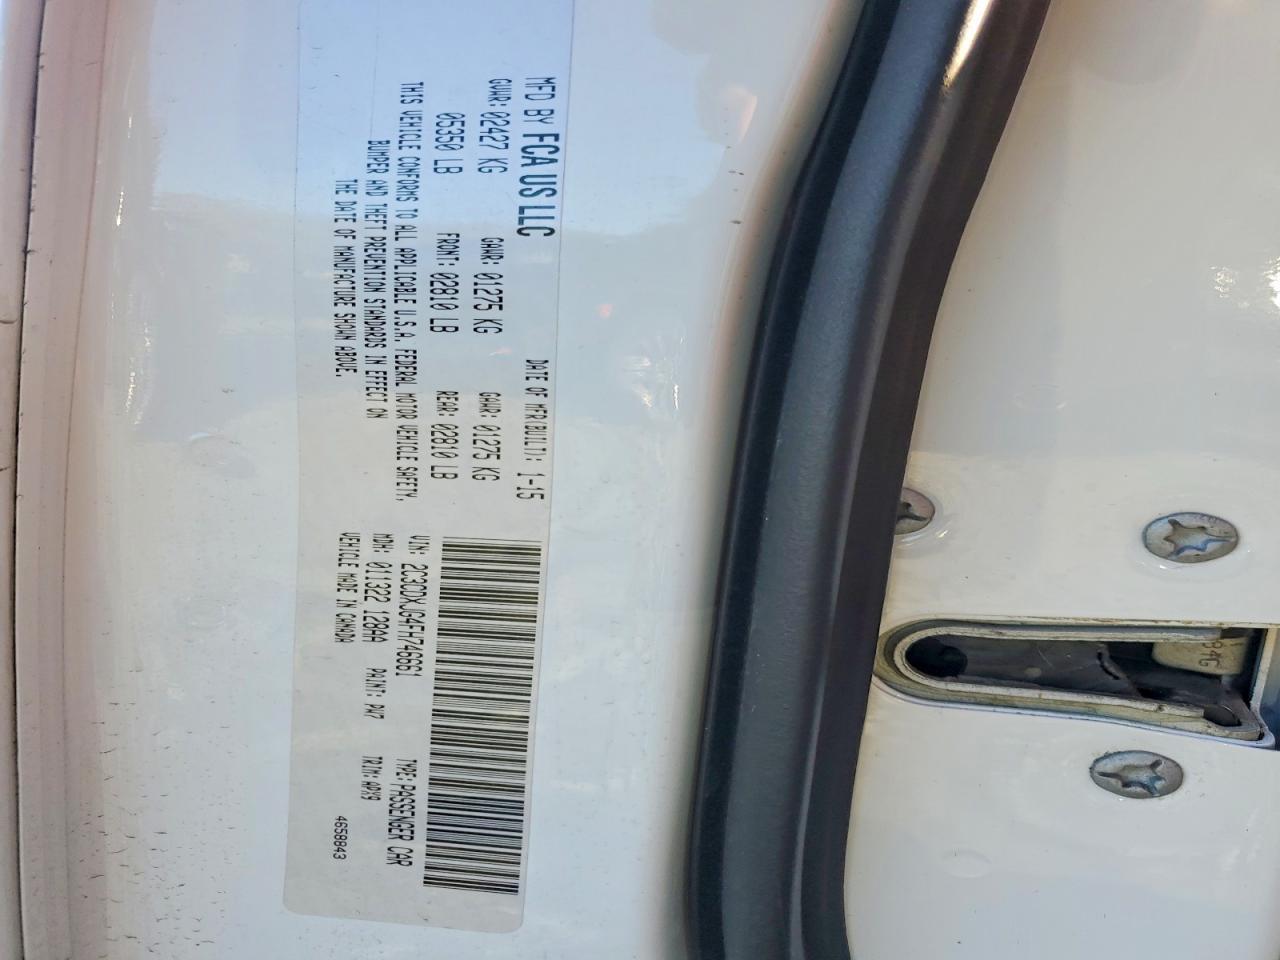 MFD BY FCA US LLC DATE OF MFR(BUILT): 1-15
GVWR: 02427 KG GAWR: 01275 KG GAWR: 01275 KG
05350 LB FRONT: 02810 LB REAR: 02810 LB
THIS VEHICLE CONFORMS TO ALL APPLICABLE U.S.A. FEDERAL MOTOR VEHICLE SAFETY,
BUMPER AND THEFT PREVENTION STANDARDS IN EFFECT ON
THE DATE OF MANUFACTURE SHOWN ABOVE.
VIN: 2C3CDXJG4FH746661 TYPE: PASSENGER CAR
MDH: 011322 128AA PAINT: PW7 TRIM: APX9
VEHICLE MADE IN CANADA 4658843